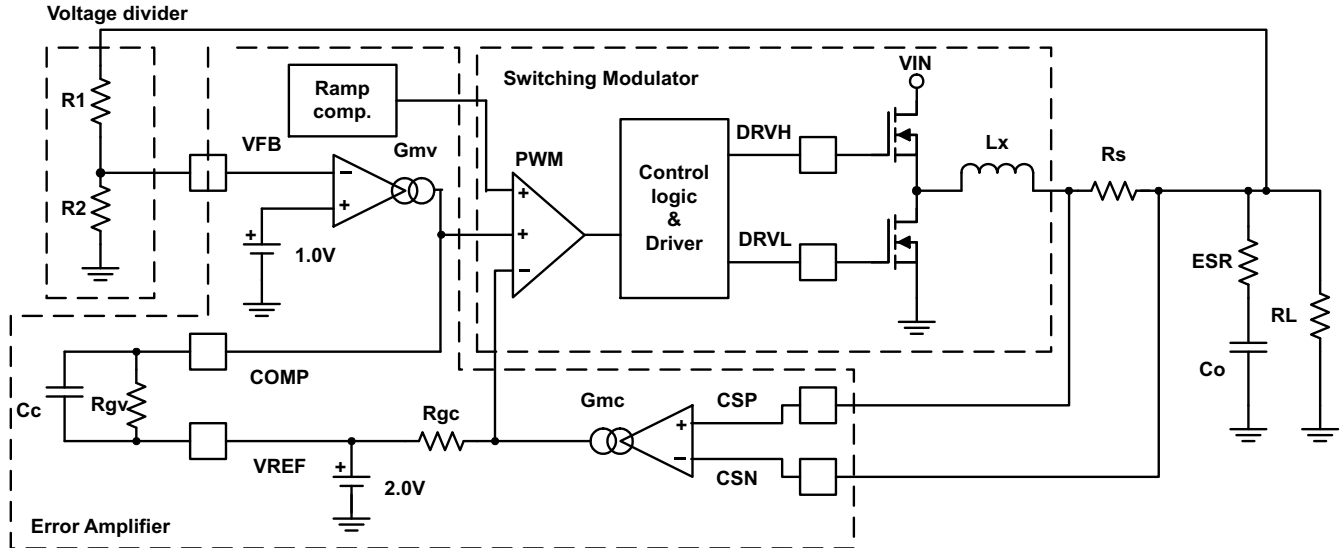 Voltage divider
R1
R2
VFB
Ramp
comp.
Gmv
−
+
+
1.0V
Switching Modulator
PWM
+
+
−
Control
logic
&
Driver
DRVH
DRVL
VIN
Lx
Rs
ESR
Co
RL
COMP
Cc
Rgv
VREF
Rgc
+
2.0V
Gmc
+
−
CSP
CSN
Error Amplifier